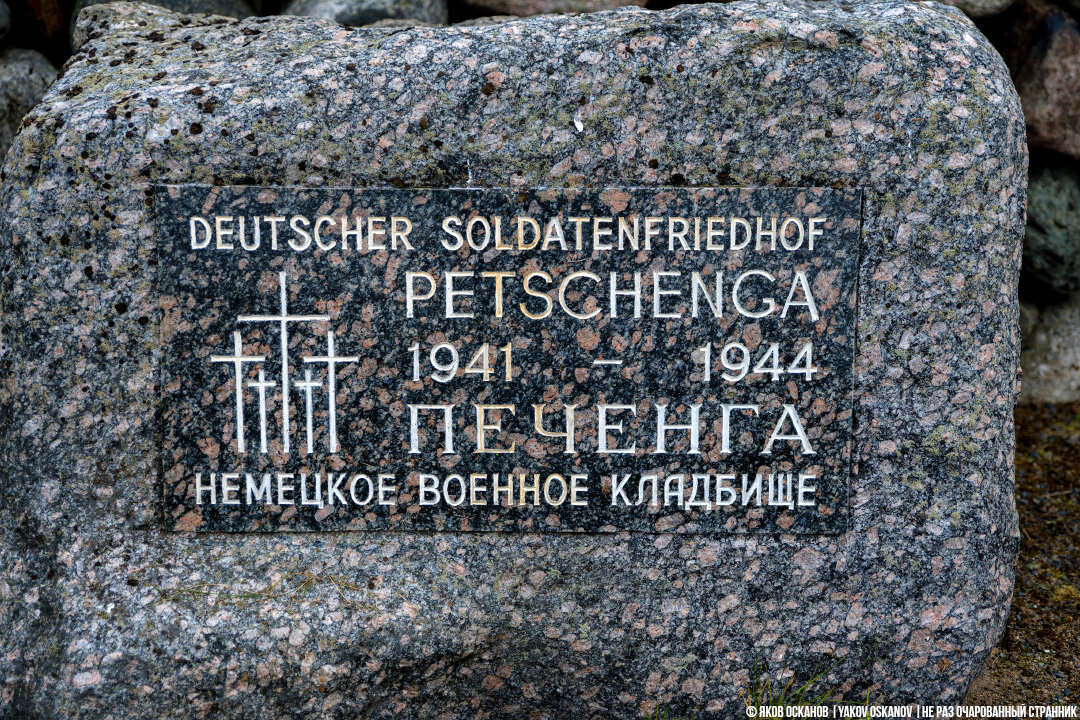 DEUTSCHER SOLDATENFRIEDHOF
PETSCHENGA
1941 – 1944
ПЕЧЕНГА
НЕМЕЦКОЕ ВОЕННОЕ КЛАДБИЩЕ
© ЯКОВ ОСКАНОВ | YAKOV OSKANOV | НЕ РАЗ ОЧАРОВАННЫЙ СТРАННИК